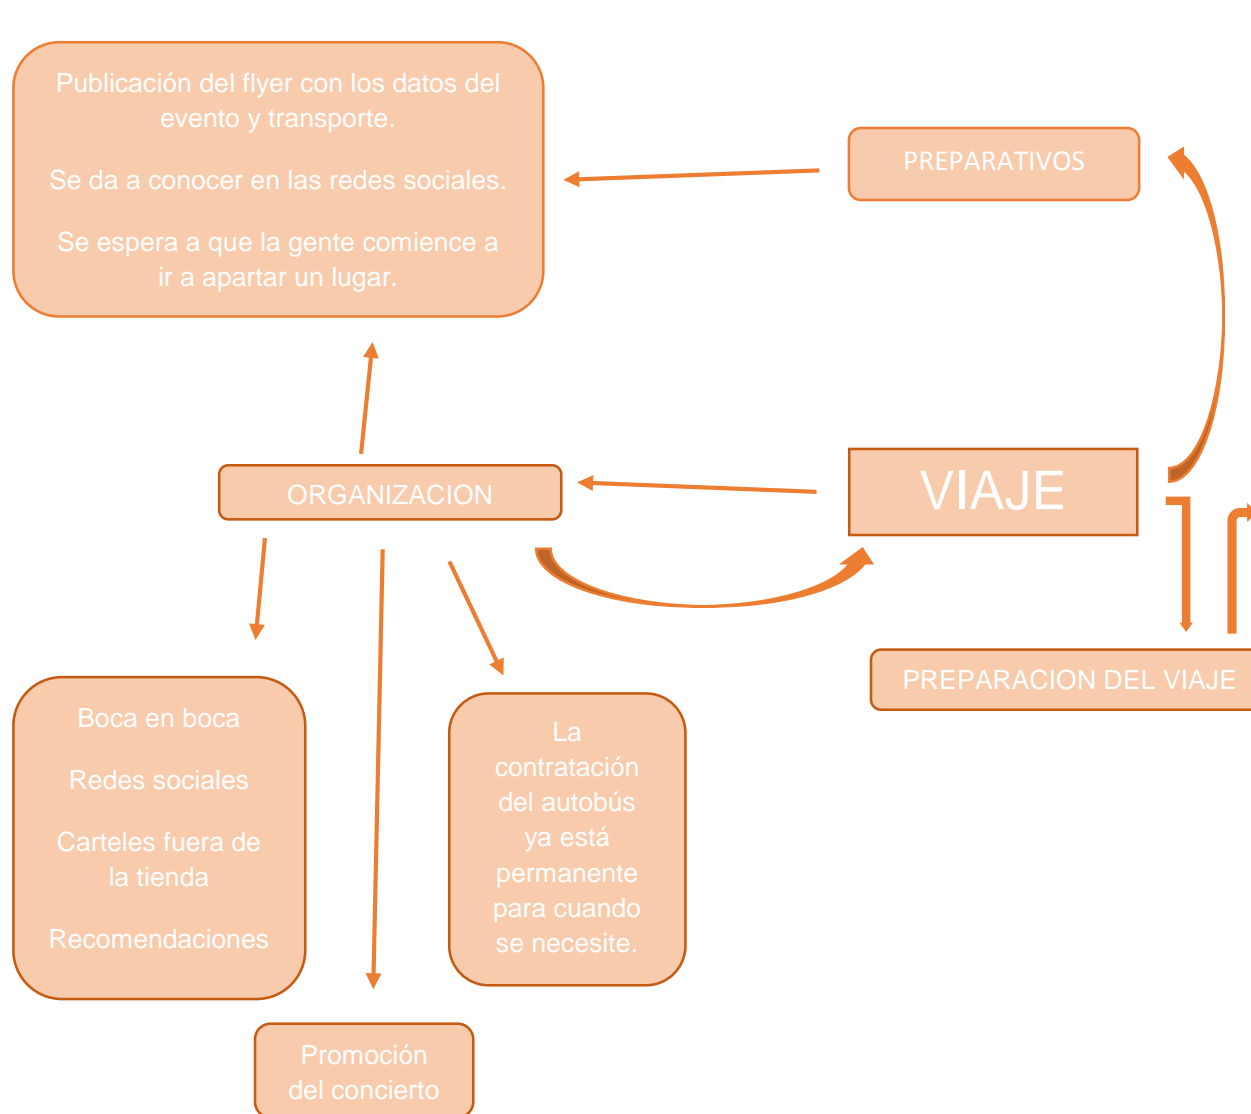 Publicación del flyer con los datos del
evento y transporte.
Se da a conocer en las redes sociales.
Se espera a que la gente comience a
ir a apartar un lugar.
PREPARATIVOS
ORGANIZACION
VIAJE
PREPARACION DEL VIAJE
Boca en boca
Redes sociales
Carteles fuera de
la tienda
Recomendaciones
La
contratación
del autobús
ya está
permanente
para cuando
se necesite.
Promoción
del concierto